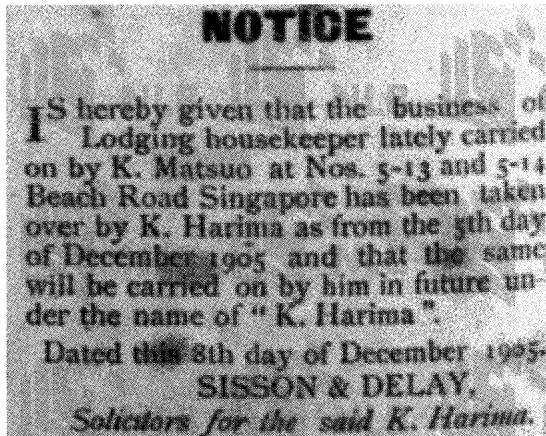 NOTICE
IS hereby given that the business of
Lodging housekeeper lately carried
on by K. Matsuo at Nos. 5-13 and 5-14
Beach Road Singapore has been taken
over by K. Harima as from the 5th day
of December 1905 and that the same
will be carried on by him in future un-
der the name of " K. Harima ".
Dated this 8th day of December 1905.
SISSON & DELAY,
Solicitors for the said K. Harima.